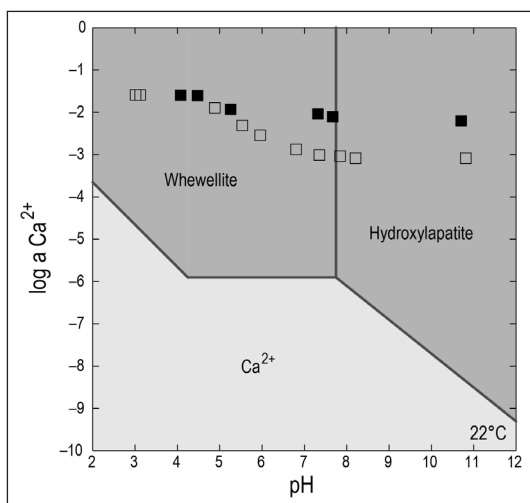 0
–1
–2
–3
–4
–5
–6
–7
–8
–9
–10
log a Ca²⁺
Whewellite
Hydroxylapatite
Ca²⁺
22°C
2 3 4 5 6 7 8 9 10 11 12
pH